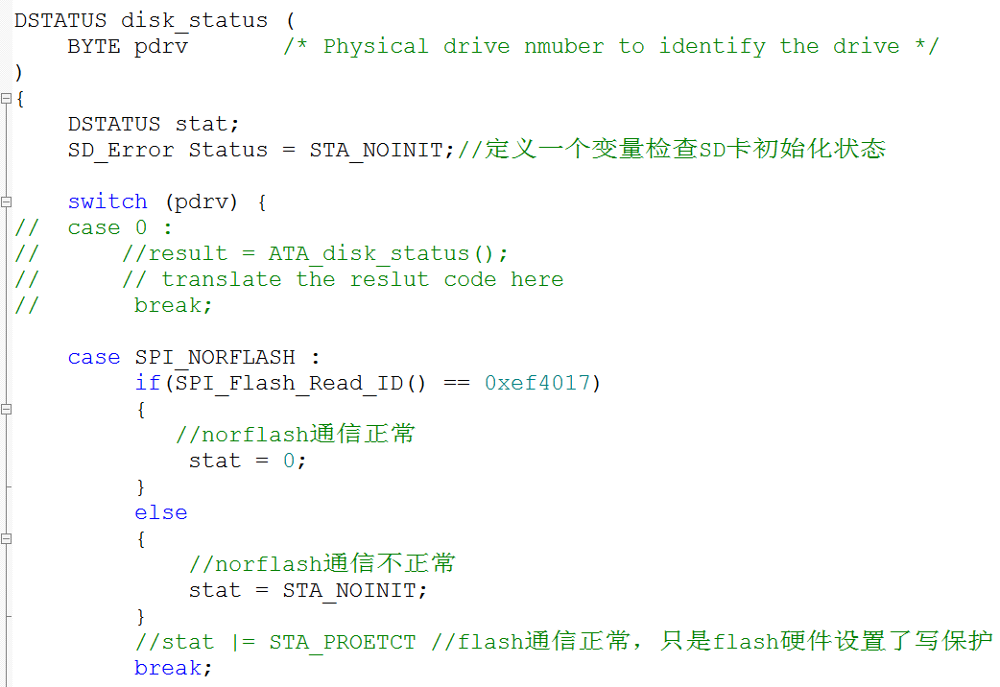 DSTATUS disk_status (
    BYTE pdrv       /* Physical drive nmuber to identify the drive */
)
{
    DSTATUS stat;
    SD_Error Status = STA_NOINIT;//定义一个变量检查SD卡初始化状态
    switch (pdrv) {
//  case 0 :
//      //result = ATA_disk_status();
//      // translate the reslut code here
//       break;
    case SPI_NORFLASH :
         if(SPI_Flash_Read_ID() == 0xef4017)
         {
            //norflash通信正常
             stat = 0;
         }
         else
         {
             //norflash通信不正常
             stat = STA_NOINIT;
         }
         //stat |= STA_PROETCT //flash通信正常，只是flash硬件设置了写保护
         break;